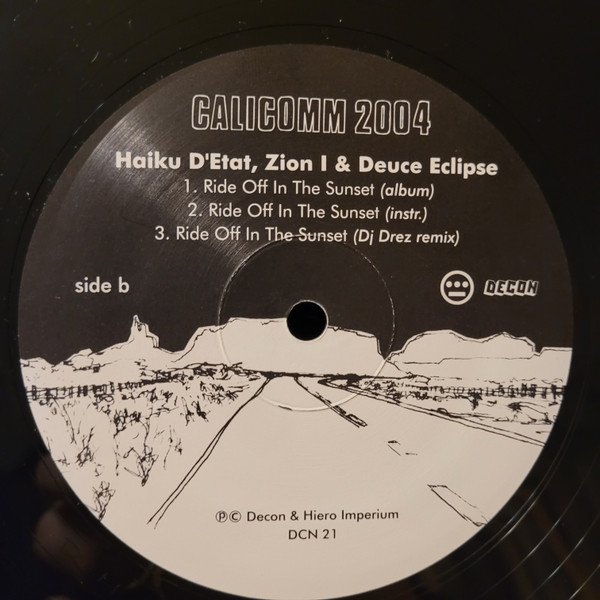 CALICOMM 2004
Haiku D'Etat, Zion I & Deuce Eclipse
1. Ride Off In The Sunset (album)
2. Ride Off In The Sunset (instr.)
3. Ride Off In The Sunset (Dj Drez remix)
side b
DECON
℗© Decon & Hiero Imperium
DCN 21